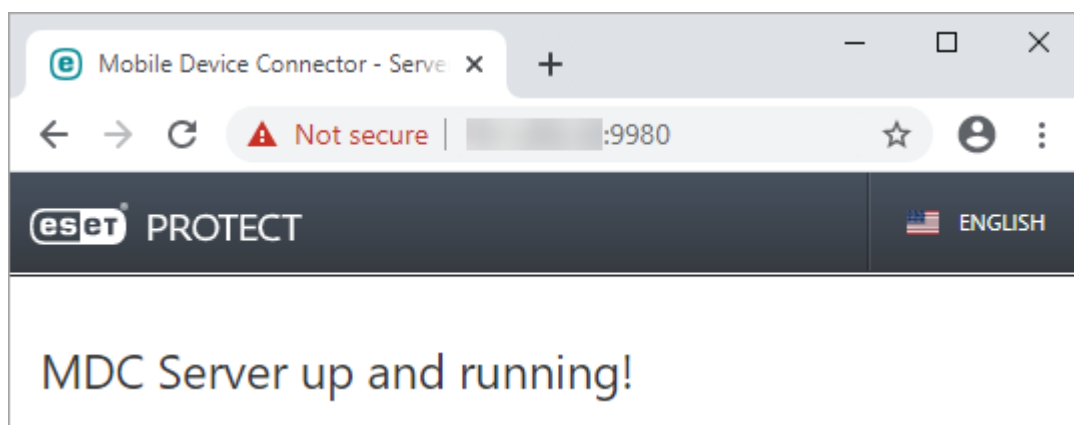 Mobile Device Connector - Serve
Not secure :9980
eset PROTECT ENGLISH
MDC Server up and running!